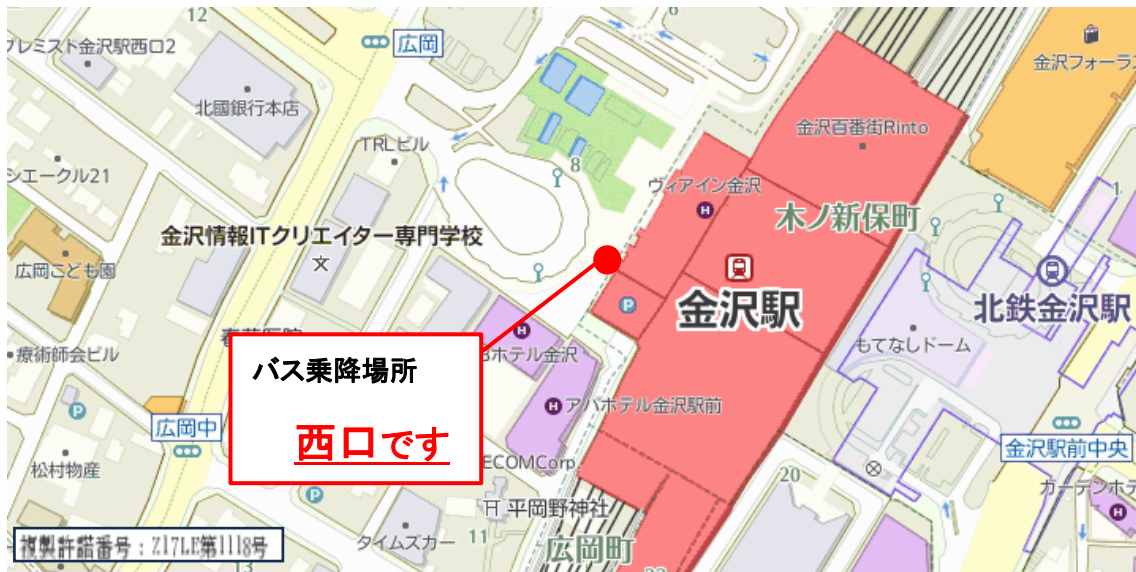 12
6
プレミスト金沢駅西口2
広岡
金沢フォーラス
北國銀行本店
金沢百番街Rinto
TRLビル
8
シエークル21
ヴィアイン金沢
1
木ノ新保町
金沢情報ITクリエイター専門学校
文
広岡こども園
P
金沢駅
北鉄金沢駅
療術師会ビル
H
ホテル金沢
もてなしドーム
バス乗降場所
西口です
P
広岡中
H アパホテル金沢駅前
金沢駅前中央
松村物産
ECOMCorp.
20
P
平岡野神社
ガーデンホテ
H
タイムズカー
11
広岡町
複製許諾番号：Z17LE第1118号
13